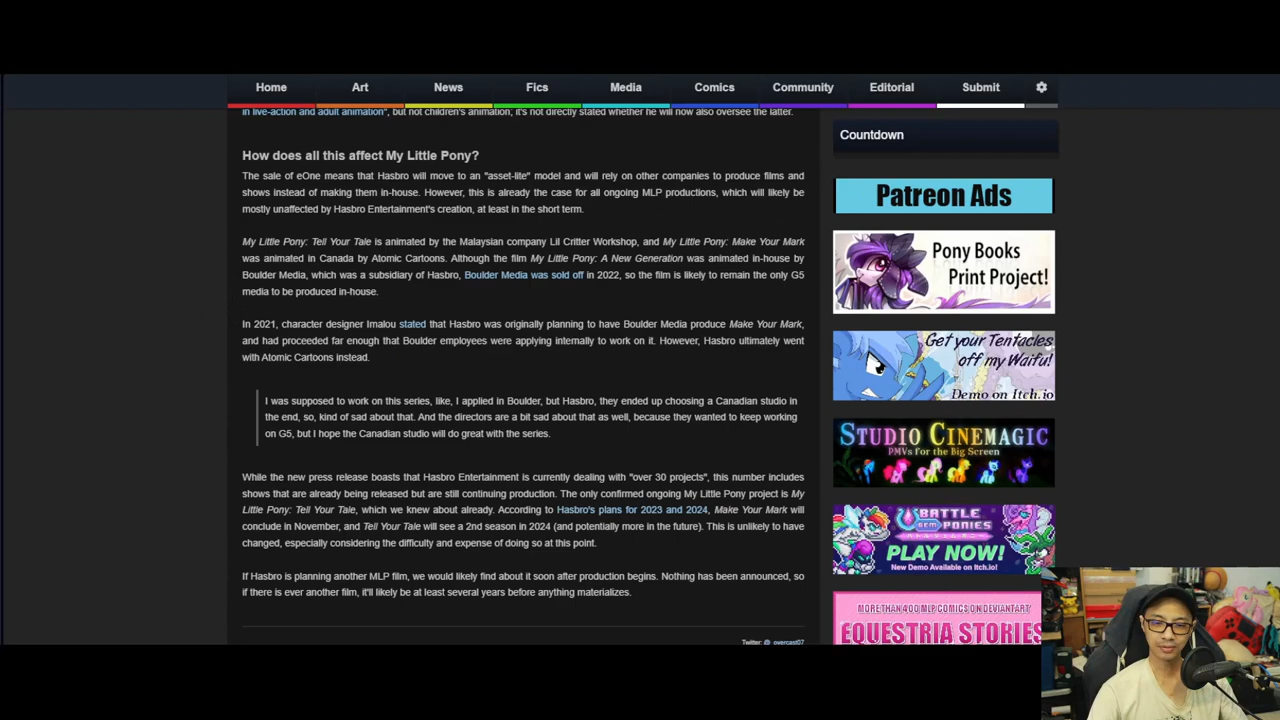 Home Art News Fics Media Comics Community Editorial Submit
in live-action and adult animation", but not children's animation; it's not directly stated whether he will now also oversee the latter.
How does all this affect My Little Pony?
The sale of eOne means that Hasbro will move to an "asset-lite" model and will rely on other companies to produce films and
shows instead of making them in-house. However, this is already the case for all ongoing MLP productions, which will likely be
mostly unaffected by Hasbro Entertainment's creation, at least in the short term.
My Little Pony: Tell Your Tale is animated by the Malaysian company Lil Critter Workshop, and My Little Pony: Make Your Mark
was animated in Canada by Atomic Cartoons. Although the film My Little Pony: A New Generation was animated in-house by
Boulder Media, which was a subsidiary of Hasbro, Boulder Media was sold off in 2022, so the film is likely to remain the only G5
media to be produced in-house.
In 2021, character designer Imalou stated that Hasbro was originally planning to have Boulder Media produce Make Your Mark,
and had proceeded far enough that Boulder employees were applying internally to work on it. However, Hasbro ultimately went
with Atomic Cartoons instead.
I was supposed to work on this series, like, I applied in Boulder, but Hasbro, they ended up choosing a Canadian studio in
the end, so, kind of sad about that. And the directors are a bit sad about that as well, because they wanted to keep working
on G5, but I hope the Canadian studio will do great with the series.
While the new press release boasts that Hasbro Entertainment is currently dealing with "over 30 projects", this number includes
shows that are already being released but are still continuing production. The only confirmed ongoing My Little Pony project is My
Little Pony: Tell Your Tale, which we knew about already. According to Hasbro's plans for 2023 and 2024, Make Your Mark will
conclude in November, and Tell Your Tale will see a 2nd season in 2024 (and potentially more in the future). This is unlikely to have
changed, especially considering the difficulty and expense of doing so at this point.
If Hasbro is planning another MLP film, we would likely find about it soon after production begins. Nothing has been announced, so
if there is ever another film, it'll likely be at least several years before anything materializes.
Twitter: @_overcast07
Countdown
Patreon Ads
Pony Books
Print Project!
Get your Tentacles
off my Waifu!
Demo on Itch.io
STUDIO CINEMAGIC
PMVs for the Big Screen
BATTLE
GEM PONIES
PLAY NOW!
New Demo Available on Itch.io!
MORE THAN 400 MLP COMICS ON DEVIANTART
EQUESTRIA STORIES